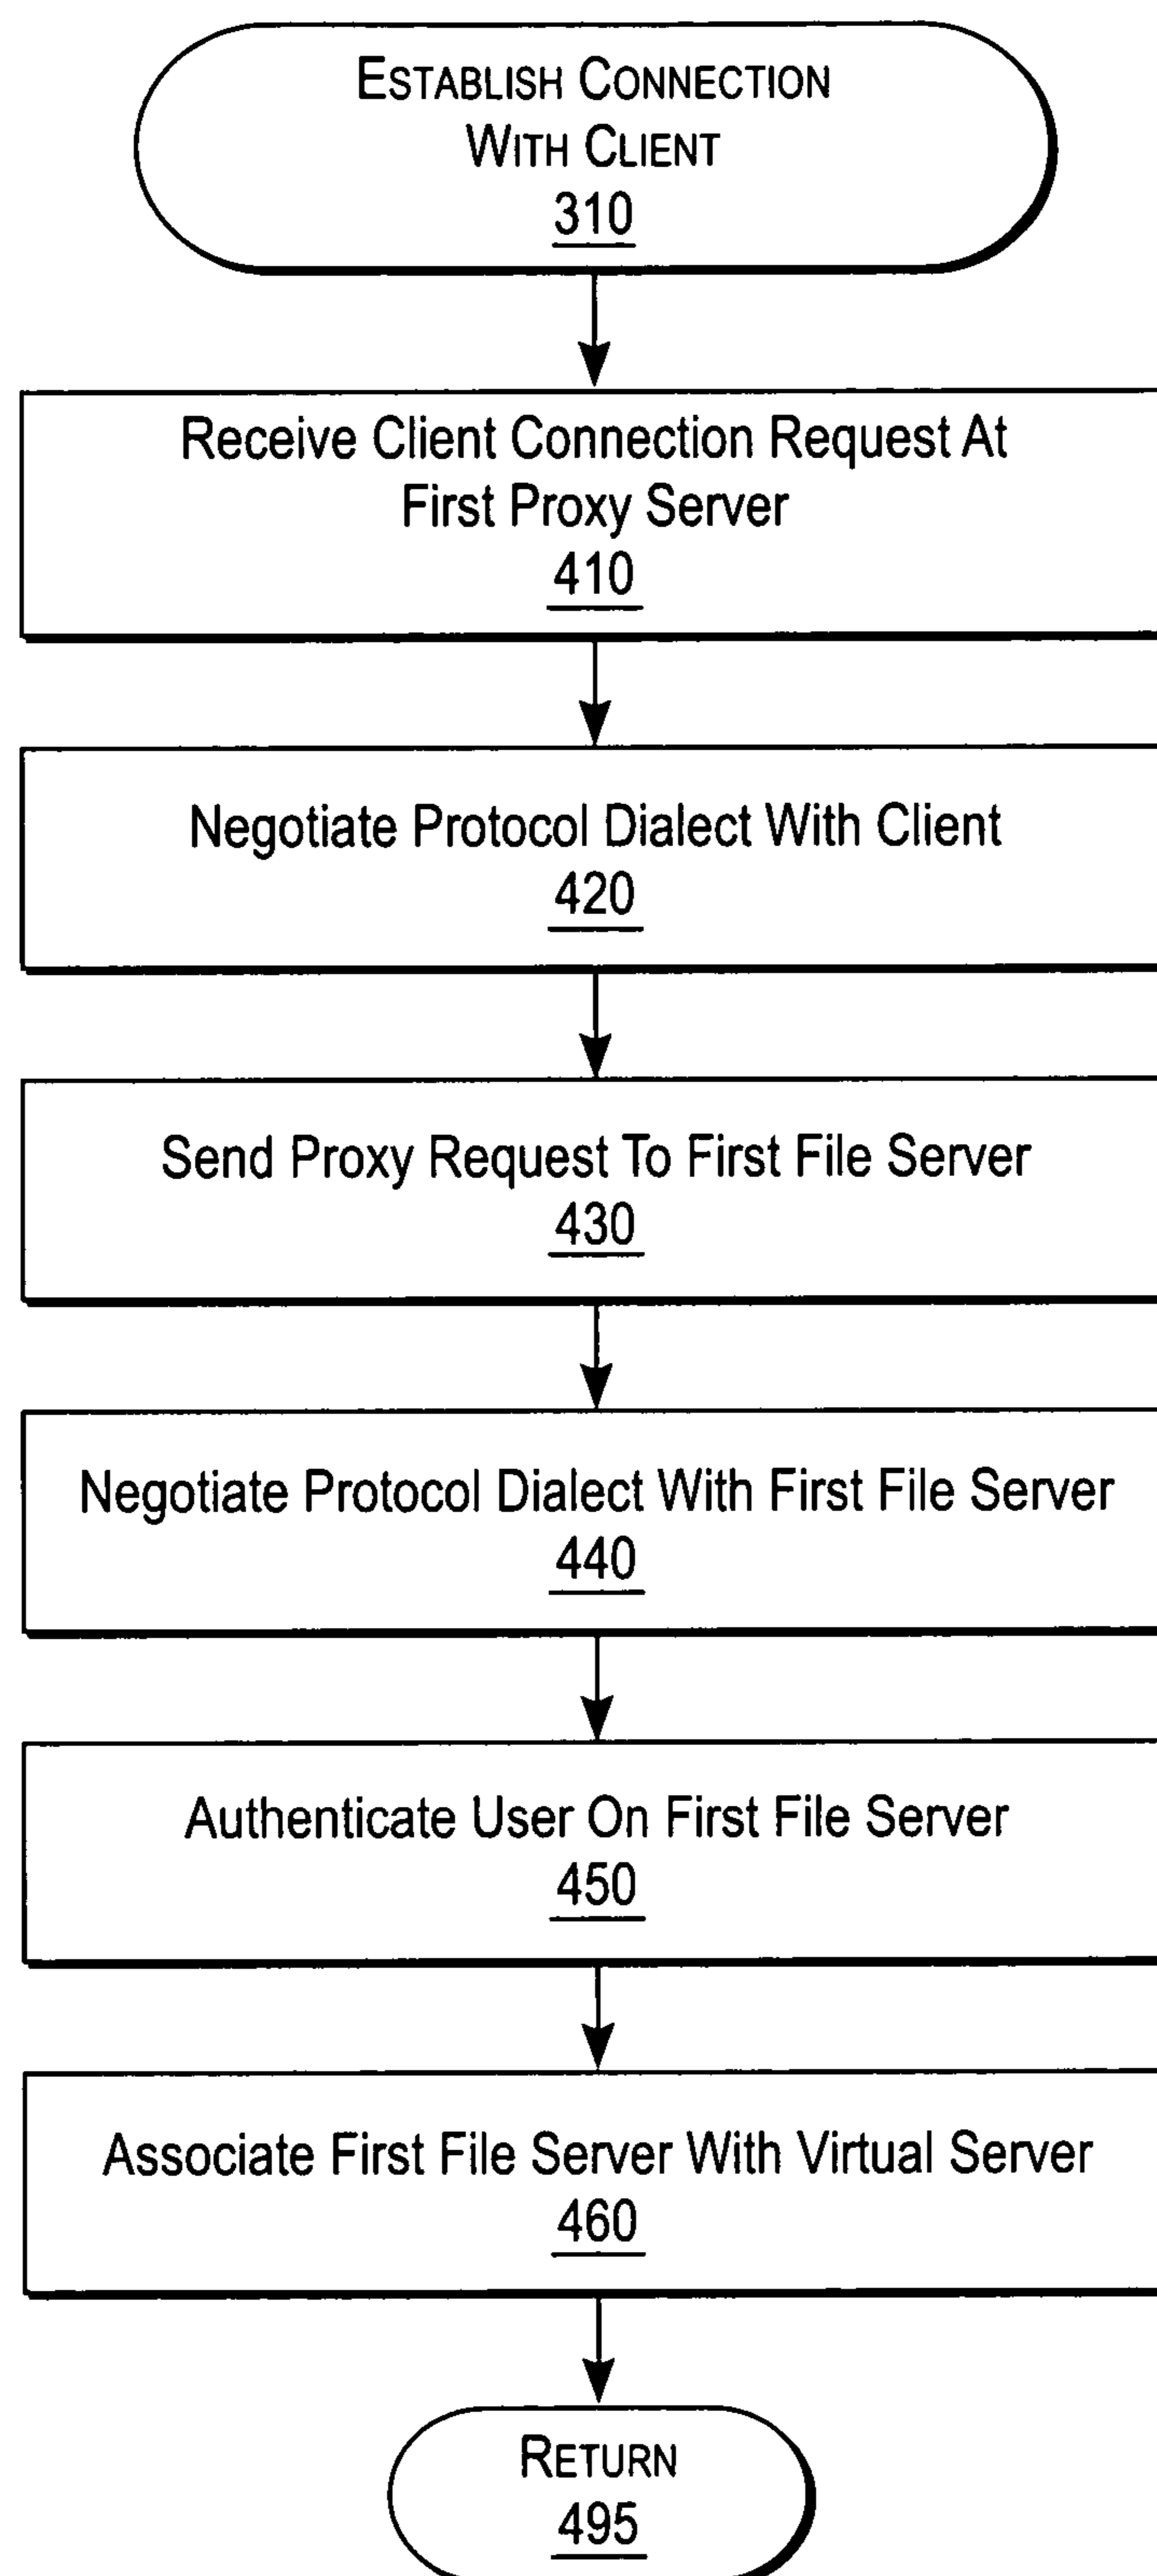 ESTABLISH CONNECTION
WITH CLIENT
310
Receive Client Connection Request At
First Proxy Server
410
Negotiate Protocol Dialect With Client
420
Send Proxy Request To First File Server
430
Negotiate Protocol Dialect With First File Server
440
Authenticate User On First File Server
450
Associate First File Server With Virtual Server
460
RETURN
495